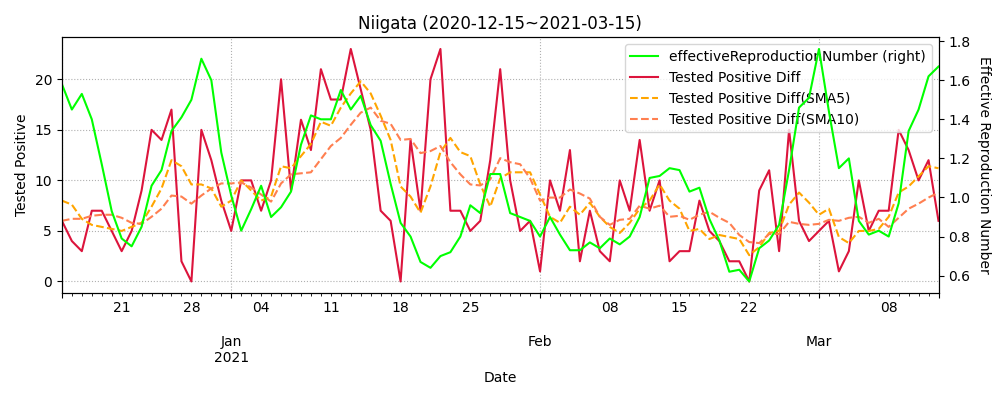 Niigata (2020-12-15~2021-03-15)
effectiveReproductionNumber (right)
Tested Positive Diff
Tested Positive Diff(SMA5)
Tested Positive Diff(SMA10)
Tested Positive
20
15
10
5
0
1.8
1.6
1.4
1.2
1.0
0.8
0.6
Effective Reproduction Number
21 28 04 11 18 25 08 15 22 08
Jan Feb Mar
2021
Date